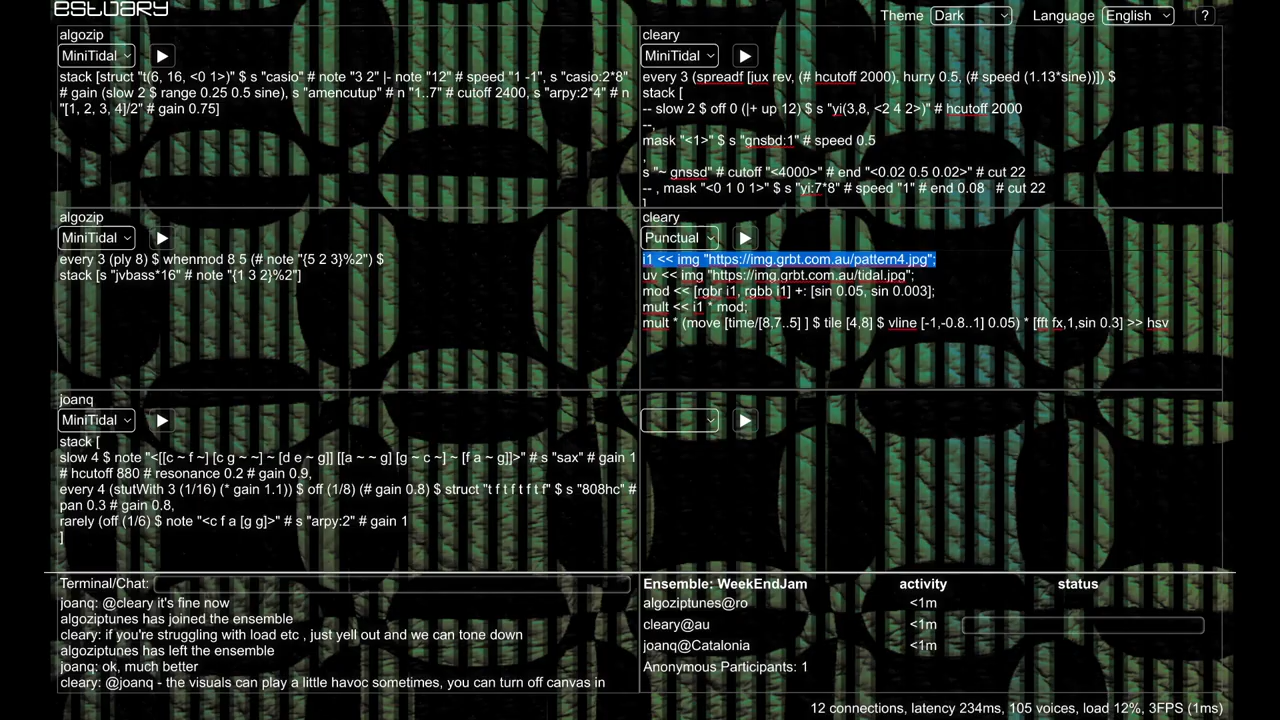 estuary
Theme Dark Language English ?
algozip
MiniTidal
stack [struct "t(6, 16, <0 1>)" $ s "casio" # note "3 2" |- note "12" # speed "1 -1", s "casio:2*8"
# gain (slow 2 $ range 0.25 0.5 sine), s "amencutup" # n "1..7" # cutoff 2400, s "arpy:2*4" # n
"[1, 2, 3, 4]/2" # gain 0.75]
cleary
MiniTidal
every 3 (spreadf [jux rev, (# hcutoff 2000), hurry 0.5, (# speed (1.13*sine))]) $
stack [
-- slow 2 $ off 0 (|+ up 12) $ s "yi(3,8, <2 4 2>)" # hcutoff 2000
--,
mask "<1>" $ s "gnsbd:1" # speed 0.5
,
s "~ gnssd" # cutoff "<4000>" # end "<0.02 0.5 0.02>" # cut 22
-- , mask "<0 1 0 1>" $ s "yi:7*8" # speed "1" # end 0.08 # cut 22
]
algozip
MiniTidal
every 3 (ply 8) $ whenmod 8 5 (# note "{5 2 3}%2") $
stack [s "jvbass*16" # note "{1 3 2}%2"]
cleary
Punctual
i1 << img "https://img.grbt.com.au/pattern4.jpg";
uv << img "https://img.grbt.com.au/tidal.jpg";
mod << [rgbr i1, rgbb i1] +: [sin 0.05, sin 0.003];
mult << i1 * mod;
mult * (move [time/[8,7..5] ] $ tile [4,8] $ vline [-1,-0.8..1] 0.05) * [fft fx,1,sin 0.3] >> hsv
joanq
MiniTidal
stack [
slow 4 $ note "<[[c ~ f ~] [c g ~ ~] ~ [d e ~ g]] [[a ~ ~ g] [g ~ c ~] ~ [f a ~ g]]>" # s "sax" # gain 1
# hcutoff 880 # resonance 0.2 # gain 0.9,
every 4 (stutWith 3 (1/16) (* gain 1.1)) $ off (1/8) (# gain 0.8) $ struct "t f t f t f t f" $ s "808hc" #
pan 0.3 # gain 0.8,
rarely (off (1/6) $ note "<c f a [g g]>" # s "arpy:2" # gain 1
]
Terminal/Chat:
joanq: @cleary it's fine now
algoziptunes has joined the ensemble
cleary: if you're struggling with load etc , just yell out and we can tone down
algoziptunes has left the ensemble
joanq: ok, much better
cleary: @joanq - the visuals can play a little havoc sometimes, you can turn off canvas in
Ensemble: WeekEndJam activity status
algoziptunes@ro <1m
cleary@au <1m
joanq@Catalonia <1m
Anonymous Participants: 1
12 connections, latency 234ms, 105 voices, load 12%, 3FPS (1ms)